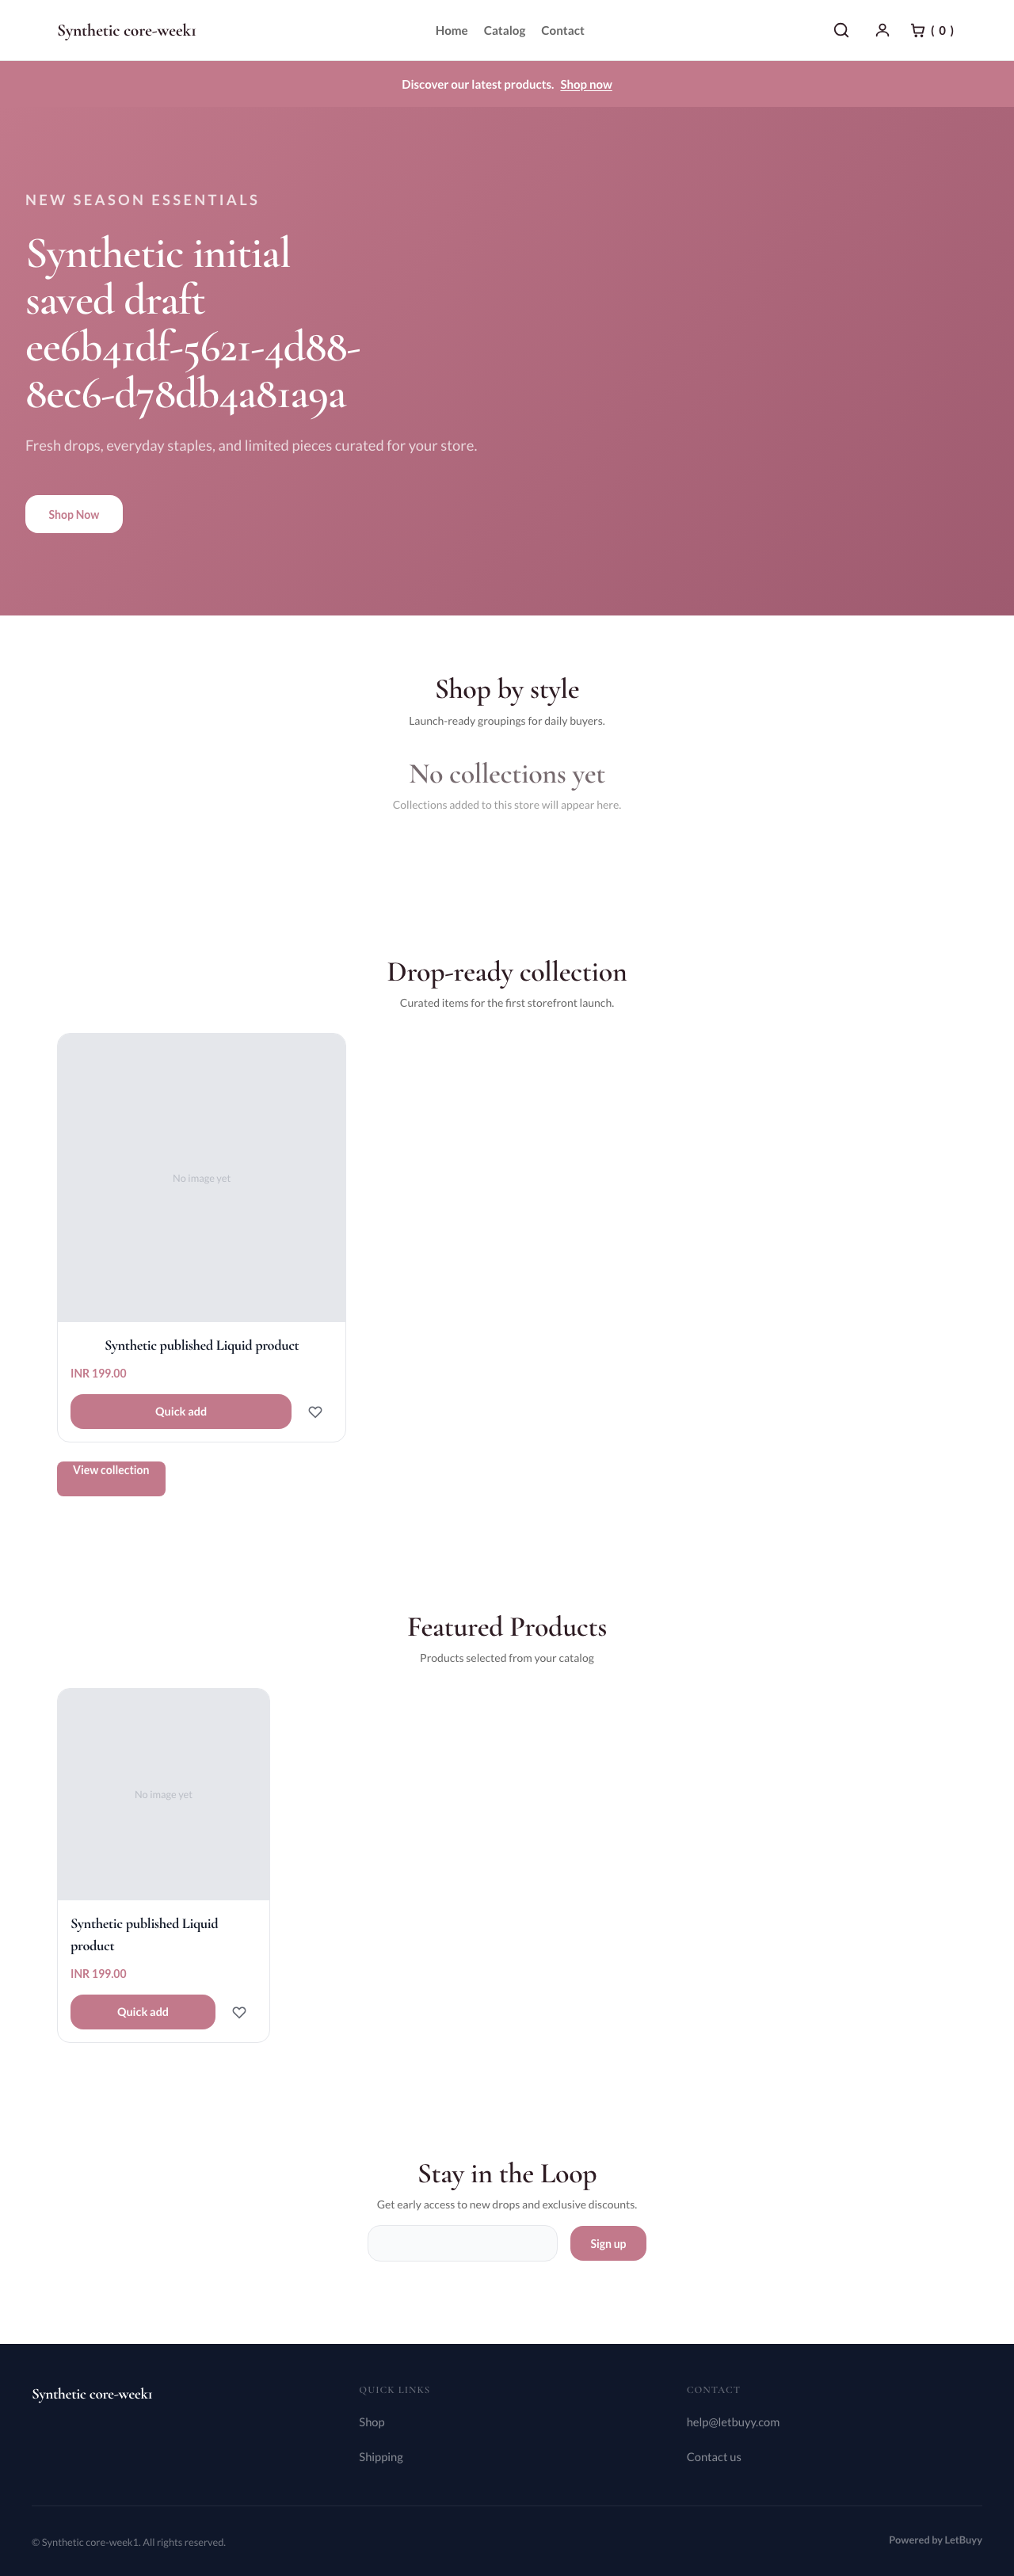 Synthetic core-week1
Home Catalog Contact
( 0 )
Discover our latest products. Shop now
NEW SEASON ESSENTIALS
Synthetic initial
saved draft
ee6b41df-5621-4d88-
8ec6-d78db4a81a9a
Fresh drops, everyday staples, and limited pieces curated for your store.
Shop Now
Shop by style
Launch-ready groupings for daily buyers.
No collections yet
Collections added to this store will appear here.
Drop-ready collection
Curated items for the first storefront launch.
No image yet
Synthetic published Liquid product
INR 199.00
Quick add
View collection
Featured Products
Products selected from your catalog
No image yet
Synthetic published Liquid
product
INR 199.00
Quick add
Stay in the Loop
Get early access to new drops and exclusive discounts.
Sign up
Synthetic core-week1
QUICK LINKS
Shop
Shipping
CONTACT
help@letbuyy.com
Contact us
© Synthetic core-week1. All rights reserved.
Powered by LetBuyy